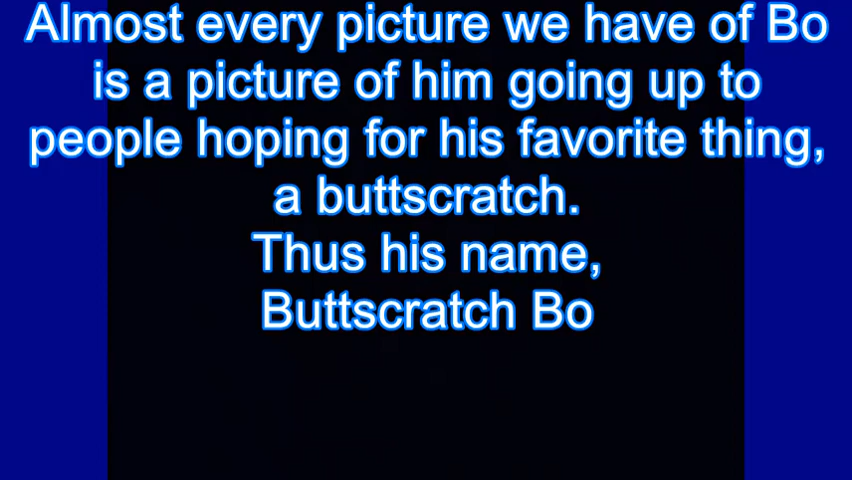 Almost every picture we have of Bo
is a picture of him going up to
people hoping for his favorite thing,
a buttscratch.
Thus his name,
Buttscratch Bo